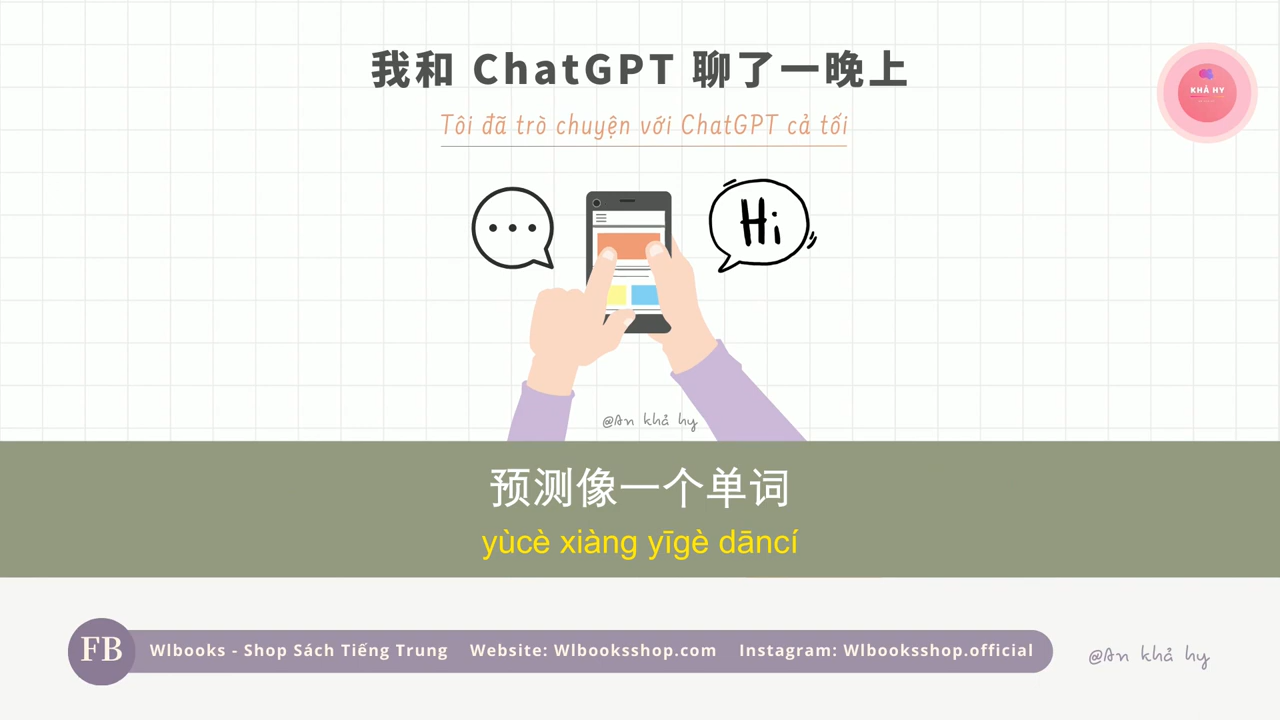 我和 ChatGPT 聊了一晚上
Tôi đã trò chuyện với ChatGPT cả tối
KHẢ HY
Hi
@An khả hy
预测像一个单词
yùcè xiàng yīgè dāncí
FB
Wlbooks - Shop Sách Tiếng Trung Website: Wlbooksshop.com Instagram: Wlbooksshop.official
@An khả hy